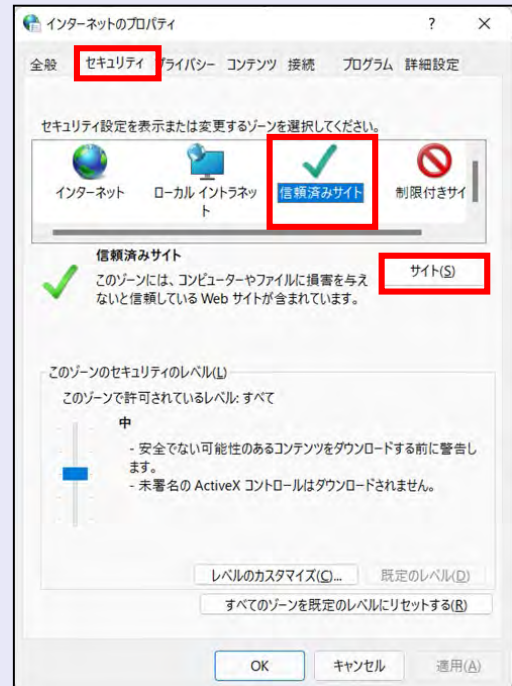 インターネットのプロパティ ? ×
全般 セキュリティ プライバシー コンテンツ 接続 プログラム 詳細設定
セキュリティ設定を表示または変更するゾーンを選択してください。
インターネット
ローカル イントラネッ
ト
信頼済みサイト
制限付きサイ
信頼済みサイト
このゾーンには、コンピューターやファイルに損害を与え
ないと信頼している Web サイトが含まれています。
サイト(S)
このゾーンのセキュリティのレベル(L)
このゾーンで許可されているレベル: すべて
中
- 安全でない可能性のあるコンテンツをダウンロードする前に警告し
ます。
- 未署名の ActiveX コントロールはダウンロードされません。
レベルのカスタマイズ(C)... 既定のレベル(D)
すべてのゾーンを既定のレベルにリセットする(R)
OK キャンセル 適用(A)